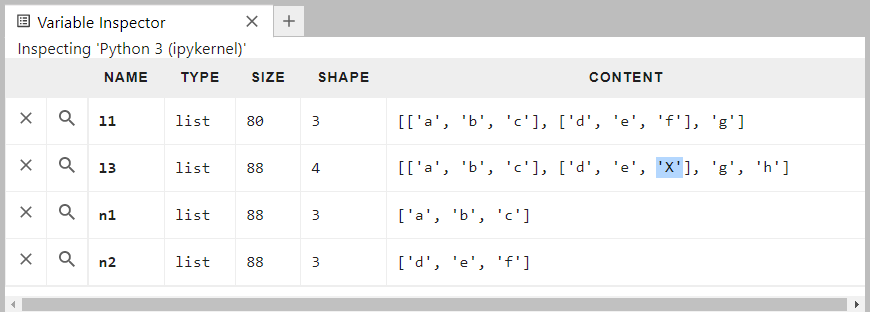 Variable Inspector
Inspecting 'Python 3 (ipykernel)'
NAME TYPE SIZE SHAPE CONTENT
l1 list 80 3 [['a', 'b', 'c'], ['d', 'e', 'f'], 'g']
l3 list 88 4 [['a', 'b', 'c'], ['d', 'e', 'X'], 'g', 'h']
n1 list 88 3 ['a', 'b', 'c']
n2 list 88 3 ['d', 'e', 'f']